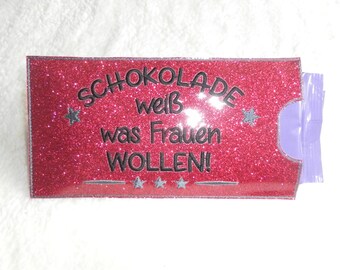 SCHOKOLADE
weiß
was Frauen
WOLLEN!